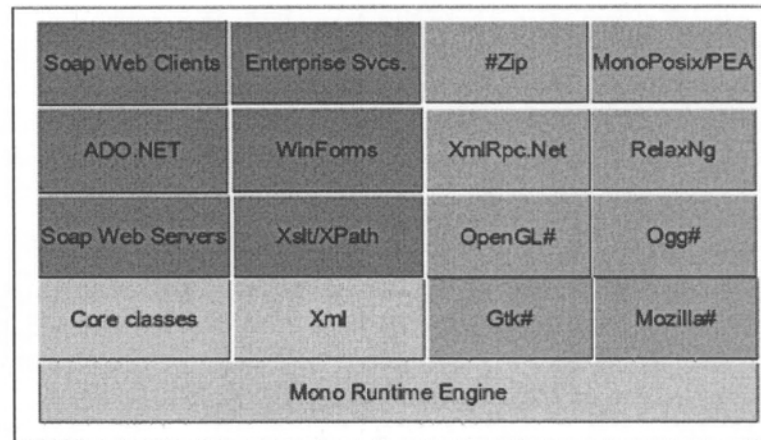 Soap Web Clients Enterprise Svcs. #Zip MonoPosix/PEA
ADO.NET WinForms XmlRpc.Net RelaxNg
Soap Web Servers Xslt/XPath OpenGL# Ogg#
Core classes Xml Gtk# Mozilla#
Mono Runtime Engine